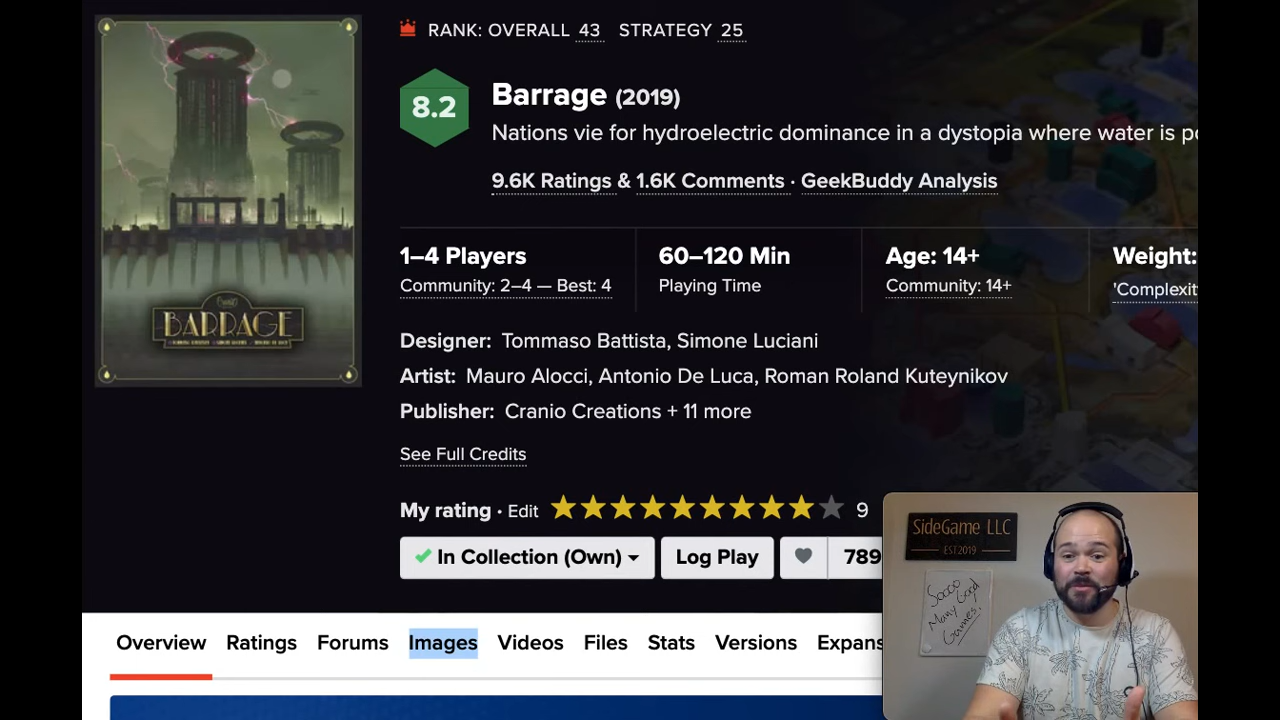 RANK: OVERALL 43 STRATEGY 25
8.2
Barrage (2019)
Nations vie for hydroelectric dominance in a dystopia where water is po
9.6K Ratings & 1.6K Comments · GeekBuddy Analysis
1–4 Players
Community: 2–4 — Best: 4
60–120 Min
Playing Time
Age: 14+
Community: 14+
Weight:
'Complexit
Designer: Tommaso Battista, Simone Luciani
Artist: Mauro Alocci, Antonio De Luca, Roman Roland Kuteynikov
Publisher: Cranio Creations + 11 more
See Full Credits
My rating · Edit 9
In Collection (Own) Log Play 789
Overview Ratings Forums Images Videos Files Stats Versions Expans
BARRAGE
SideGame LLC
EST.2019
Soooo
Many Good
Games.